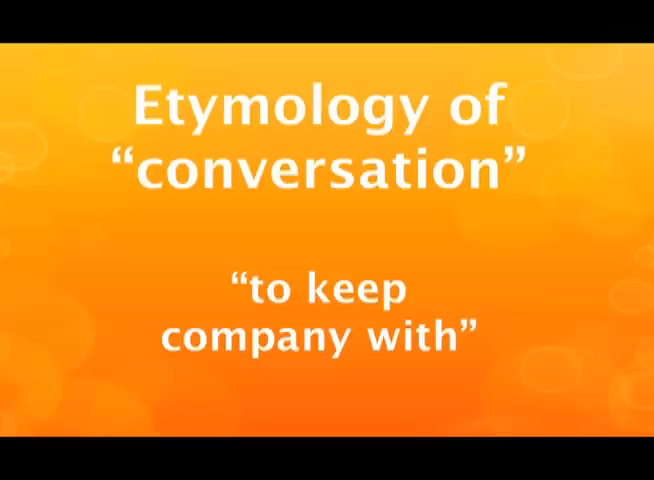 Etymology of
“conversation”
“to keep
company with”